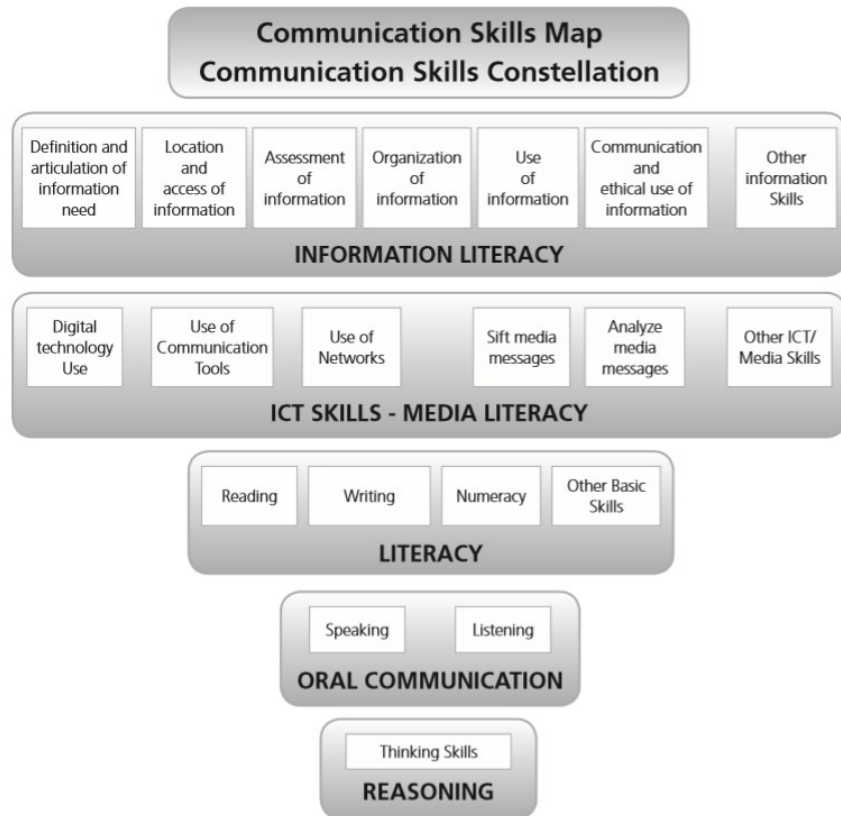 Communication Skills Map
Communication Skills Constellation
Definition and
articulation of
information
need
Location
and
access of
information
Assessment
of
information
Organization
of
information
Use
of
information
Communication
and
ethical use of
information
Other
information
Skills
INFORMATION LITERACY
Digital
technology
Use
Use of
Communication
Tools
Use of
Networks
Sift media
messages
Analyze
media
messages
Other ICT/
Media Skills
ICT SKILLS - MEDIA LITERACY
Reading
Writing
Numeracy
Other Basic
Skills
LITERACY
Speaking
Listening
ORAL COMMUNICATION
Thinking Skills
REASONING